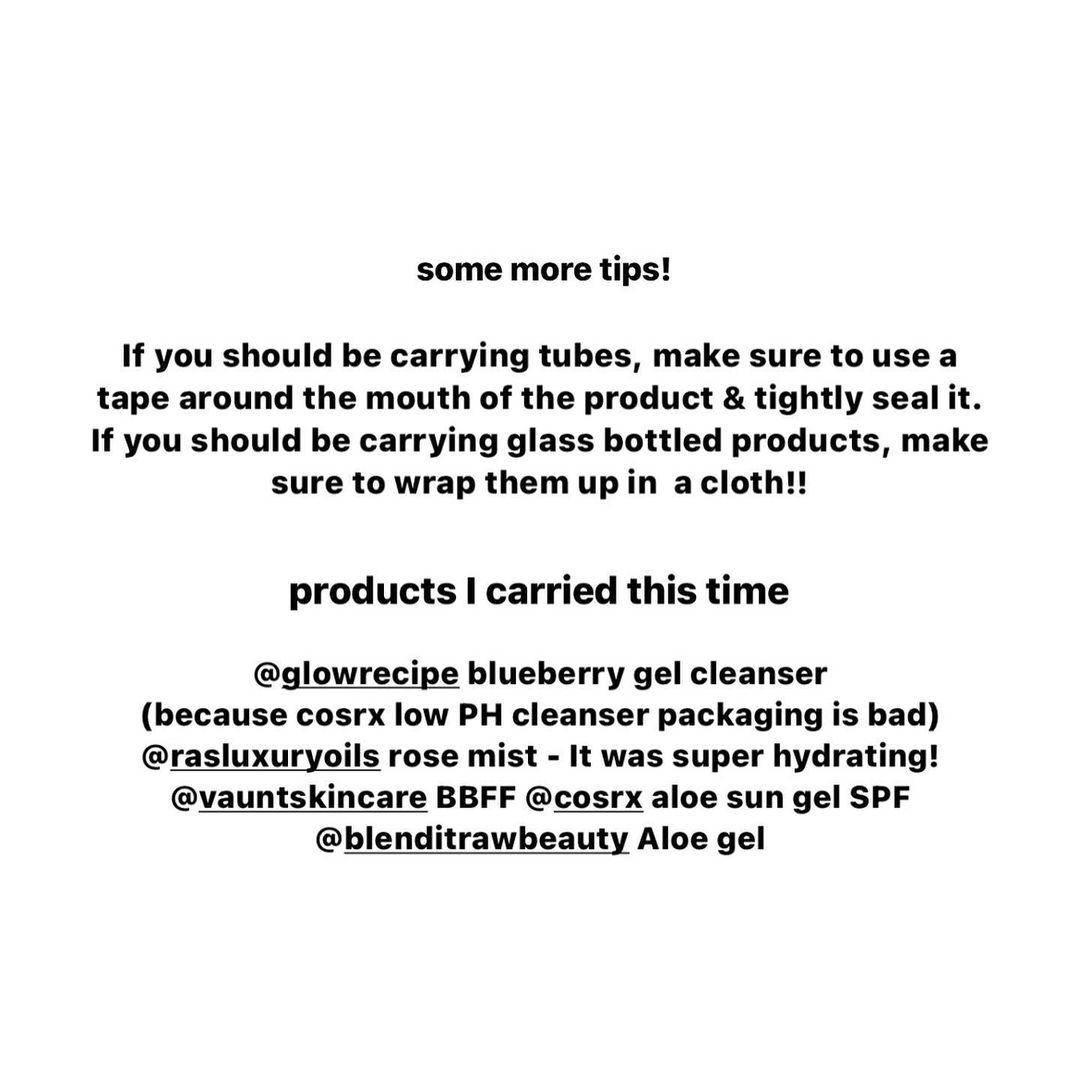 some more tips!
If you should be carrying tubes, make sure to use a
tape around the mouth of the product & tightly seal it.
If you should be carrying glass bottled products, make
sure to wrap them up in  a cloth!!
products I carried this time
@glowrecipe blueberry gel cleanser
(because cosrx low PH cleanser packaging is bad)
@rasluxuryoils rose mist - It was super hydrating!
@vauntskincare BBFF @cosrx aloe sun gel SPF
@blenditrawbeauty Aloe gel